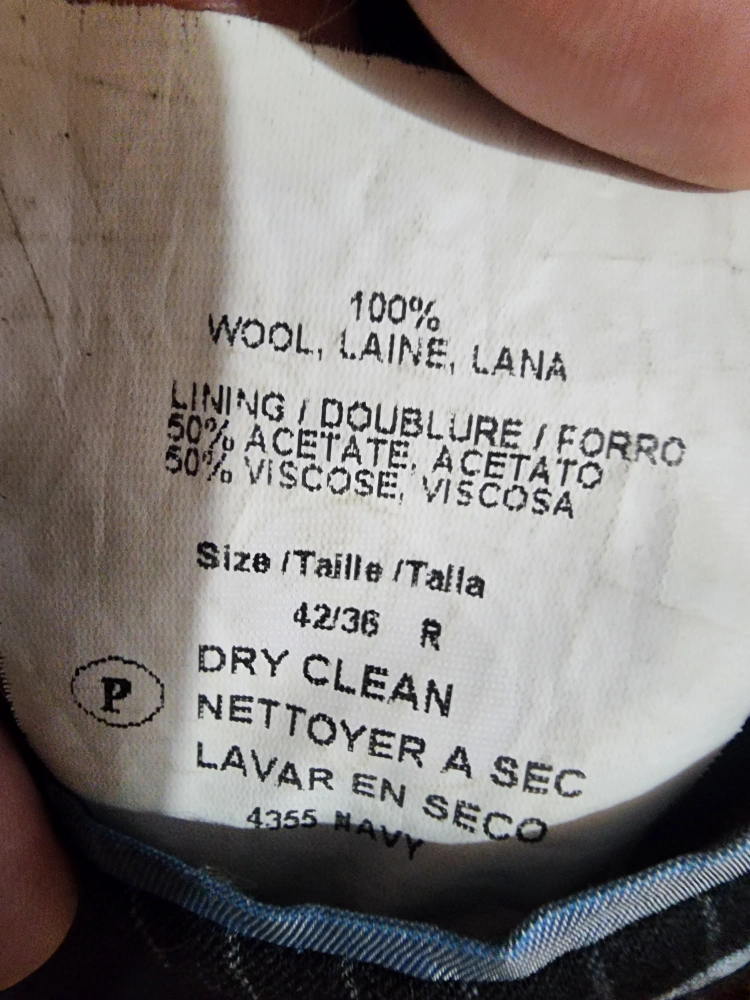 100%
WOOL, LAINE, LANA
LINING / DOUBLURE / FORRO
50% ACETATE, ACETATO
50% VISCOSE, VISCOSA
Size /Taille /Talla
42/36 R
DRY CLEAN
P
NETTOYER A SEC
LAVAR EN SECO
4355 NAVY